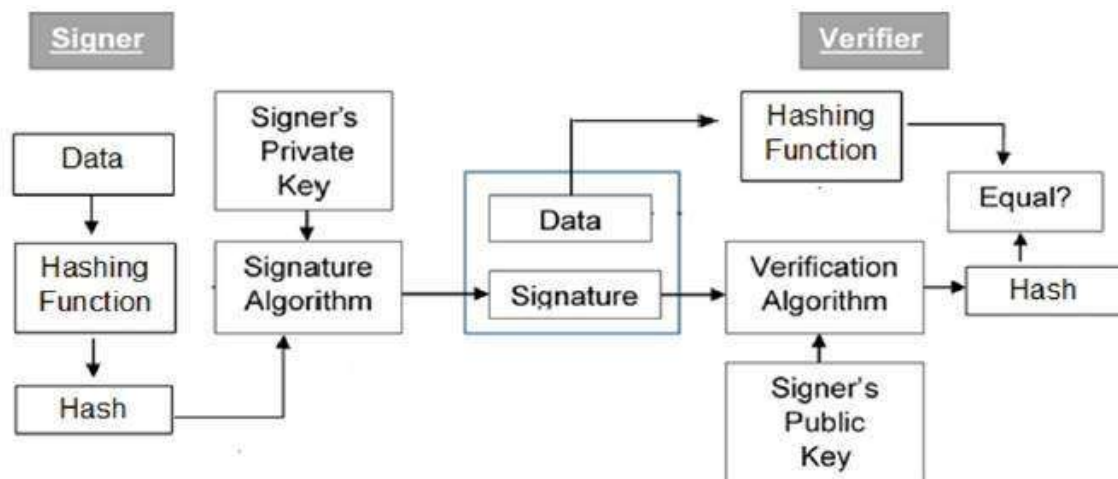 Signer
Verifier
Data
Hashing
Function
Hash
Signer's
Private
Key
Signature
Algorithm
Data
Signature
Hashing
Function
Verification
Algorithm
Signer's
Public
Key
Equal?
Hash